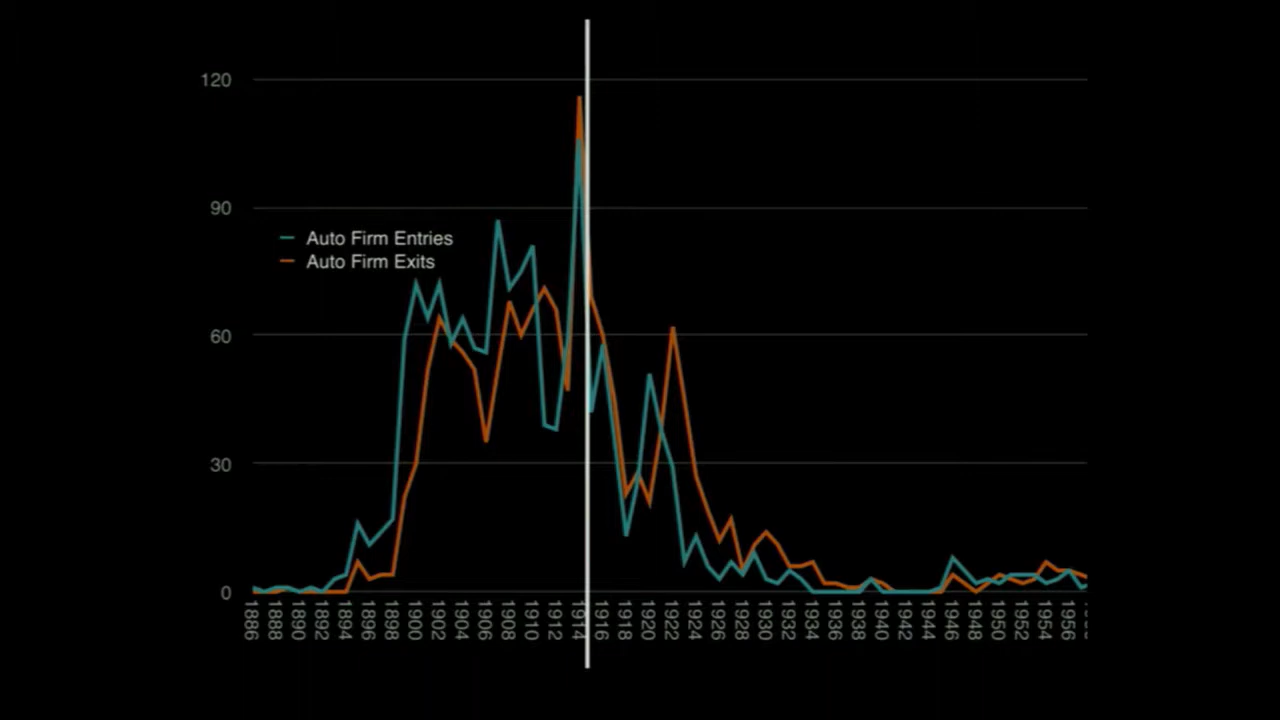 120
90
Auto Firm Entries
Auto Firm Exits
60
30
0
1886 1888 1890 1892 1894 1896 1898 1900 1902 1904 1906 1908 1910 1912 1914 1916 1918 1920 1922 1924 1926 1928 1930 1932 1934 1936 1938 1940 1942 1944 1946 1948 1950 1952 1954 1956